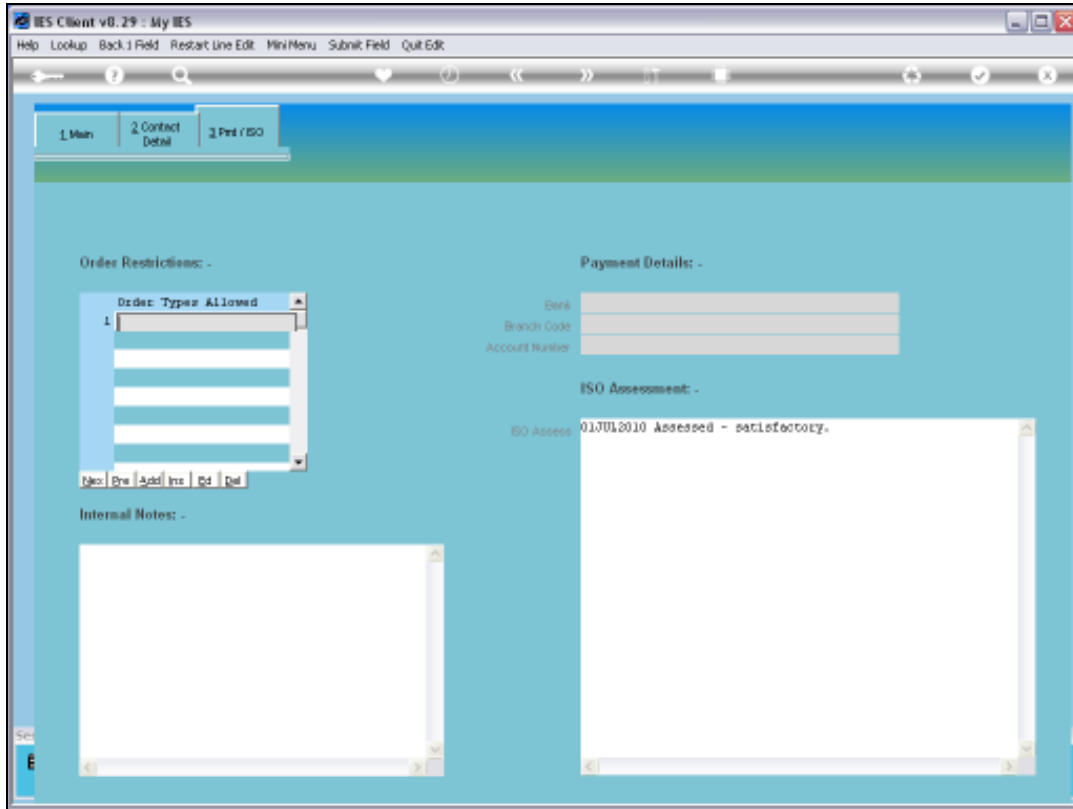 IES Client v8.29 : My IES
Help Lookup Back 1 Field Restart Line Edit MiniMenu Submit Field Quit Edit
1 Main
2 Contact Detail
3 Pmt / ISO
Order Restrictions: -
Payment Details: -
Order Types Allowed
1
Bank
Branch Code
Account Number
ISO Assessment: -
ISO Assess
01JUL2010 Assessed - satisfactory.
Nex Pre Add Ins Ed Del
Internal Notes: -